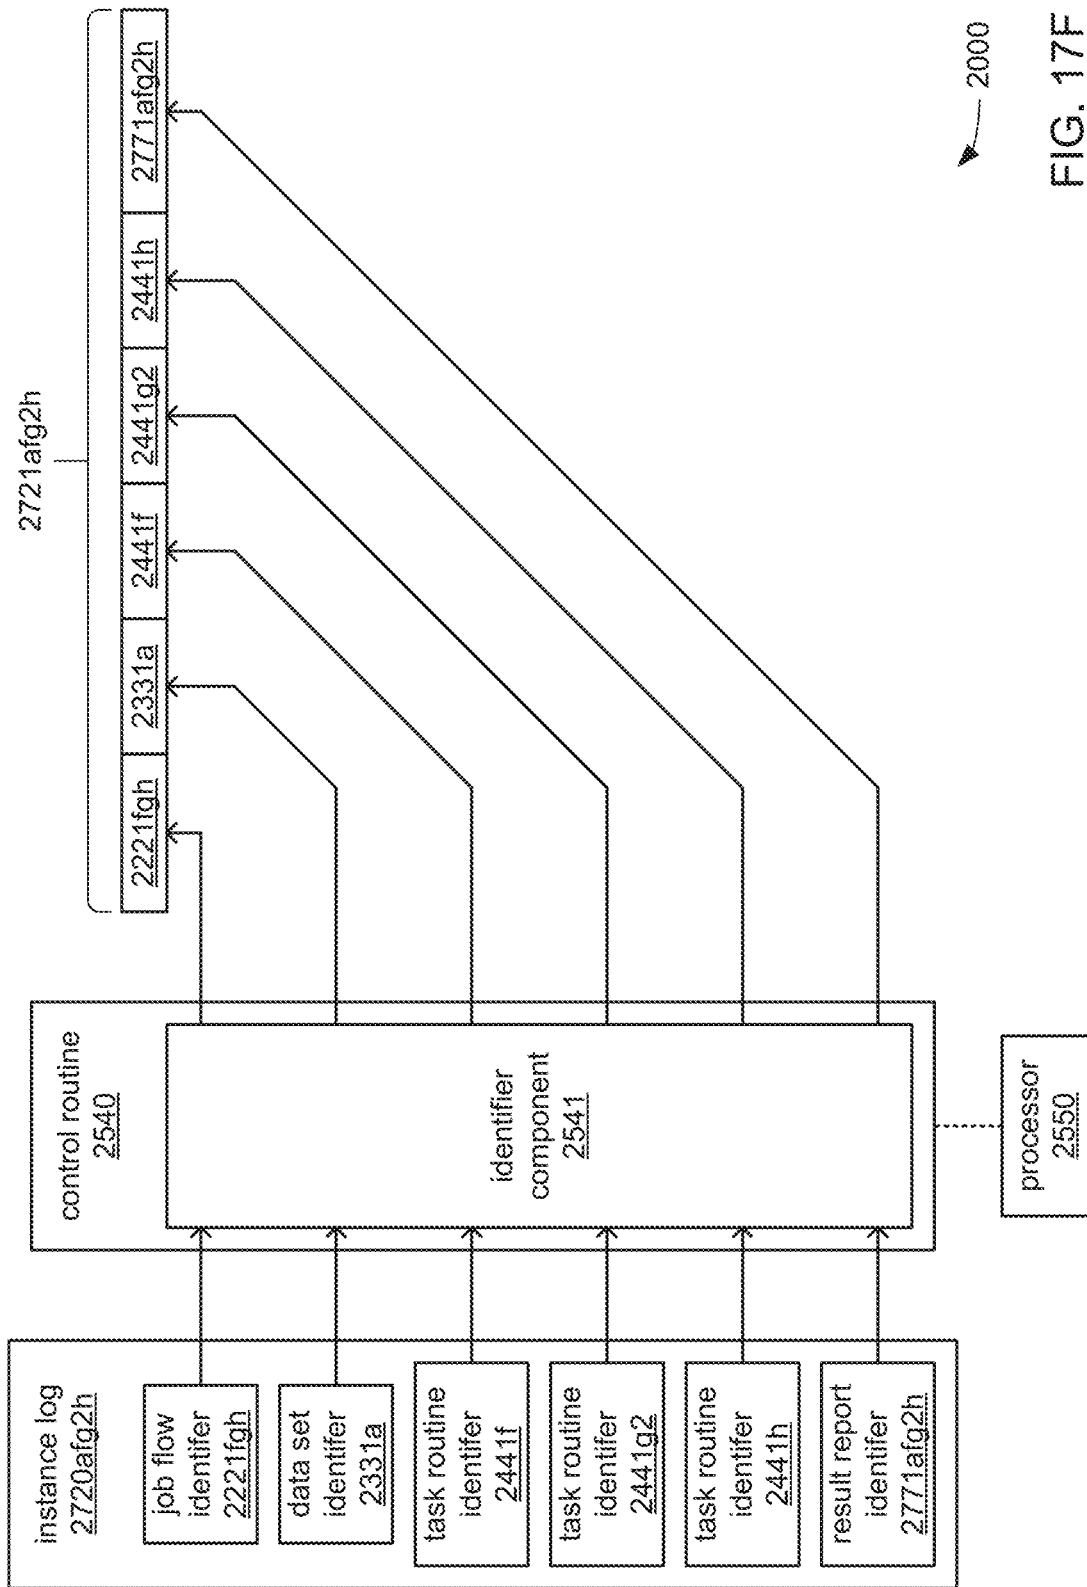 instance log
2720afg2h
job flow
identifer
2221fgh
data set
identifer
2331a
task routine
identifer
2441f
task routine
identifer
2441g2
task routine
identifer
2441h
result report
identifer
2771afg2h
control routine
2540
identifier
component
2541
processor
2550
2721afg2h
2221fgh
2331a
2441f
2441g2
2441h
2771afg2h
2000
FIG. 17F